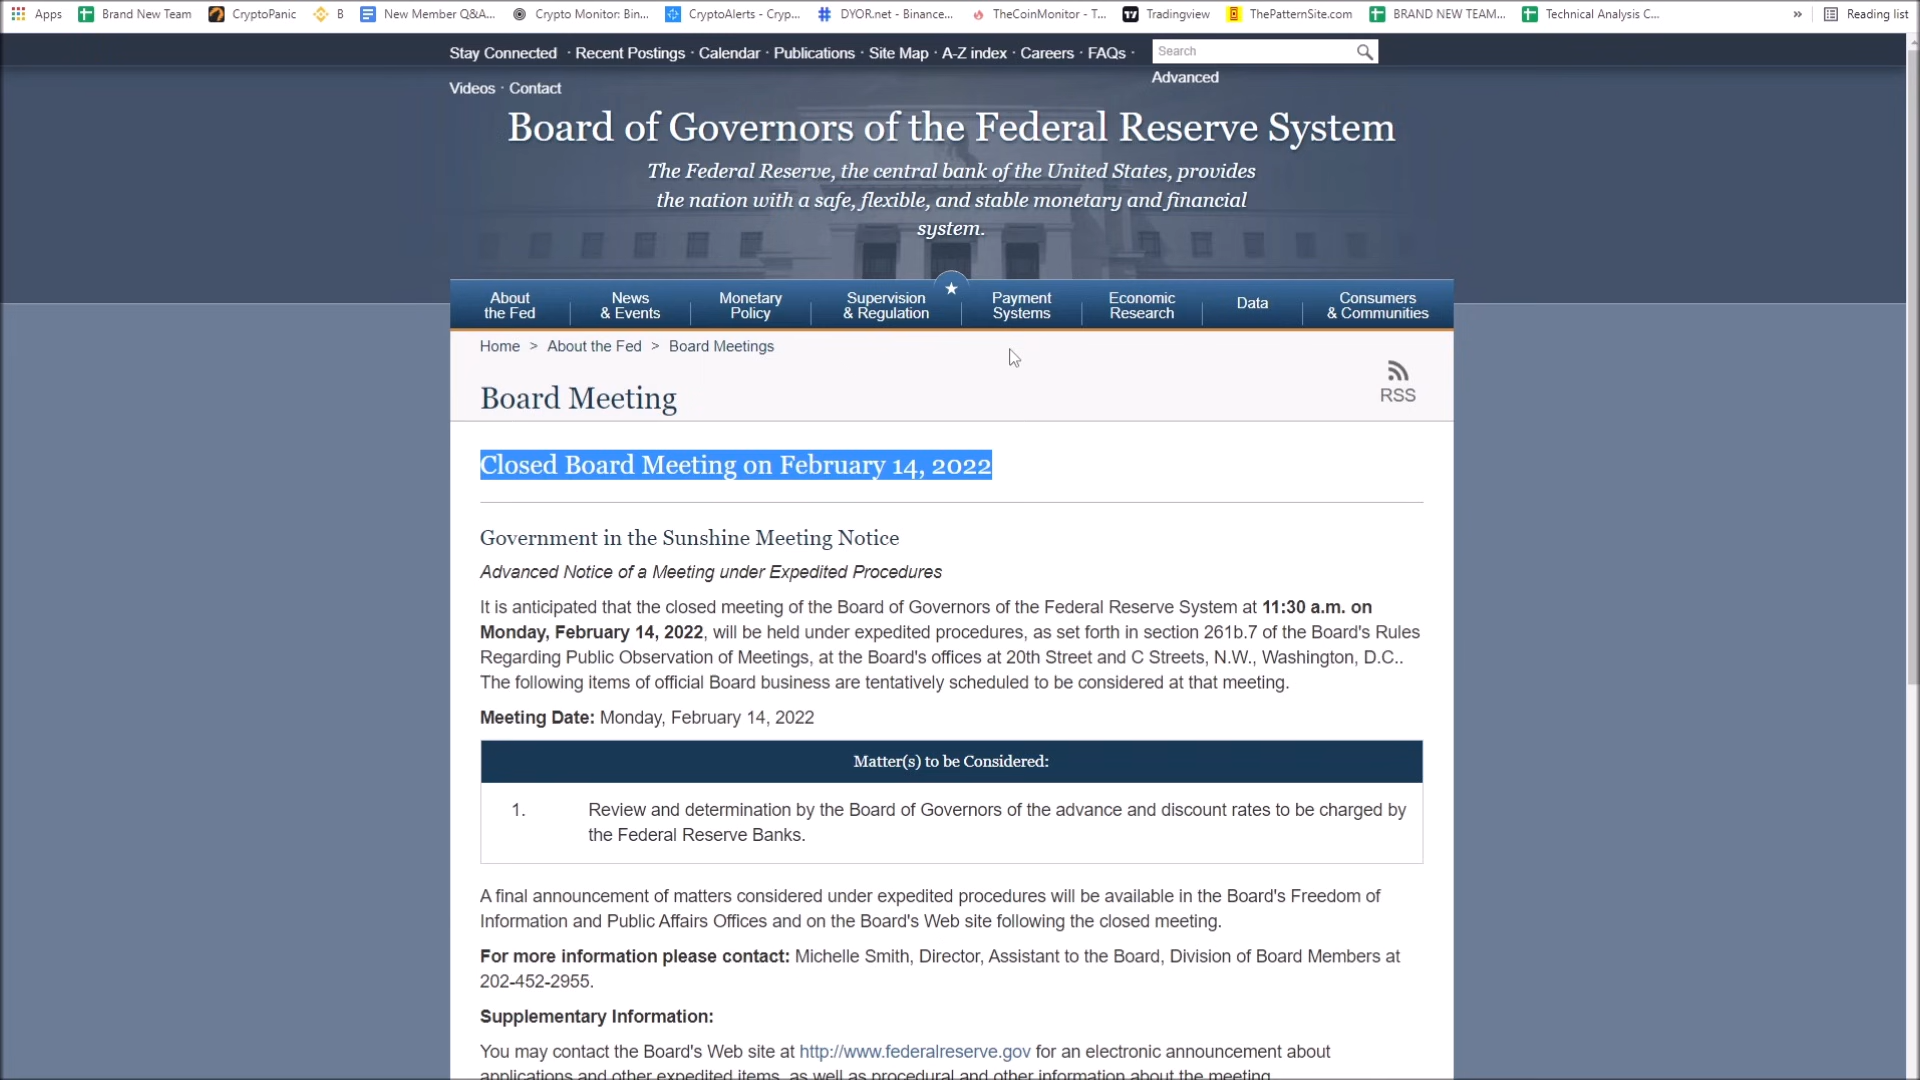 Apps Brand New Team CryptoPanic B New Member Q&A... Crypto Monitor: Bin... CryptoAlerts - Cryp... DYOR.net - Binance... TheCoinMonitor - T... Tradingview ThePatternSite.com BRAND NEW TEAM... Technical Analysis C... » Reading list
Stay Connected · Recent Postings · Calendar · Publications · Site Map · A-Z index · Careers · FAQs · Search
Advanced
Videos · Contact
Board of Governors of the Federal Reserve System
The Federal Reserve, the central bank of the United States, provides
the nation with a safe, flexible, and stable monetary and financial
system.
About
the Fed
News
& Events
Monetary
Policy
Supervision
& Regulation
Payment
Systems
Economic
Research
Data
Consumers
& Communities
Home > About the Fed > Board Meetings
RSS
Board Meeting
Closed Board Meeting on February 14, 2022
Government in the Sunshine Meeting Notice
Advanced Notice of a Meeting under Expedited Procedures
It is anticipated that the closed meeting of the Board of Governors of the Federal Reserve System at 11:30 a.m. on
Monday, February 14, 2022, will be held under expedited procedures, as set forth in section 261b.7 of the Board's Rules
Regarding Public Observation of Meetings, at the Board's offices at 20th Street and C Streets, N.W., Washington, D.C..
The following items of official Board business are tentatively scheduled to be considered at that meeting.
Meeting Date: Monday, February 14, 2022
Matter(s) to be Considered:
1. Review and determination by the Board of Governors of the advance and discount rates to be charged by
the Federal Reserve Banks.
A final announcement of matters considered under expedited procedures will be available in the Board's Freedom of
Information and Public Affairs Offices and on the Board's Web site following the closed meeting.
For more information please contact: Michelle Smith, Director, Assistant to the Board, Division of Board Members at
202-452-2955.
Supplementary Information:
You may contact the Board's Web site at http://www.federalreserve.gov for an electronic announcement about
applications and other expedited items, as well as procedural and other information about the meeting.